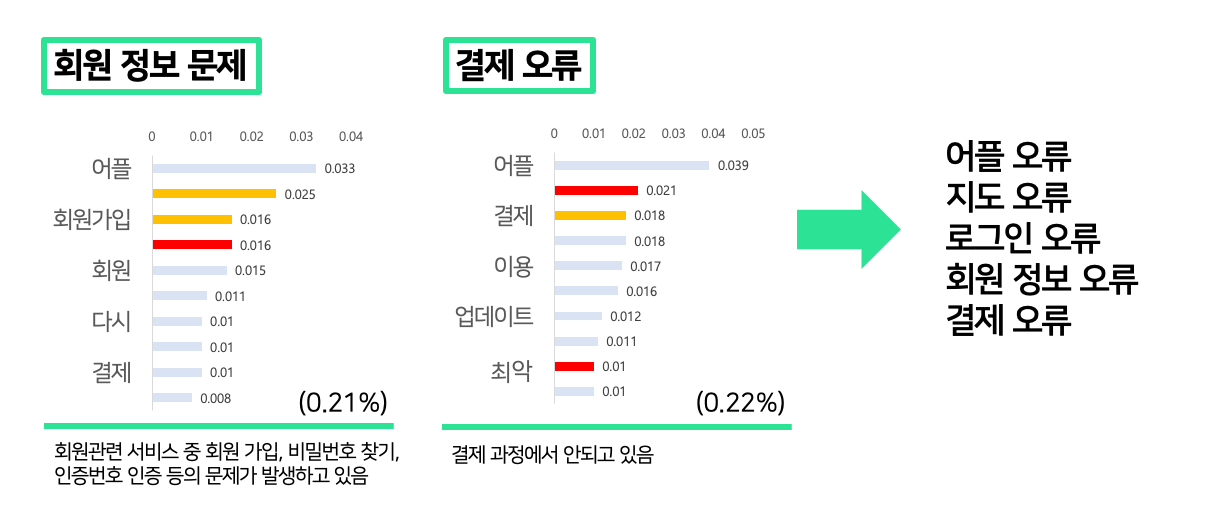 회원 정보 문제
0 0.01 0.02 0.03 0.04
어플 0.033
0.025
회원가입 0.016
0.016
회원 0.015
0.011
다시 0.01
0.01
결제 0.01
0.008
(0.21%)
회원관련 서비스 중 회원 가입, 비밀번호 찾기,
인증번호 인증 등의 문제가 발생하고 있음
결제 오류
0 0.01 0.02 0.03 0.04 0.05
어플 0.039
0.021
결제 0.018
0.018
이용 0.017
0.016
업데이트 0.012
0.011
최악 0.01
0.01
(0.22%)
결제 과정에서 안되고 있음
어플 오류
지도 오류
로그인 오류
회원 정보 오류
결제 오류